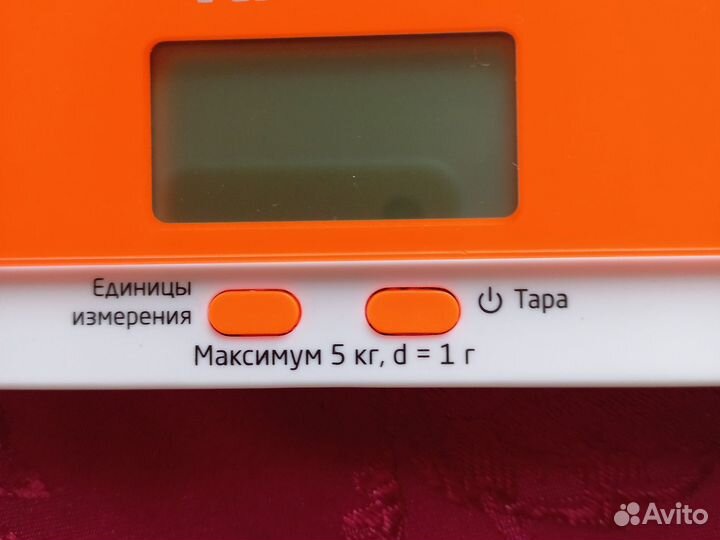 Единицы
измерения
Тара
Максимум 5 кг, d = 1 г
Avito